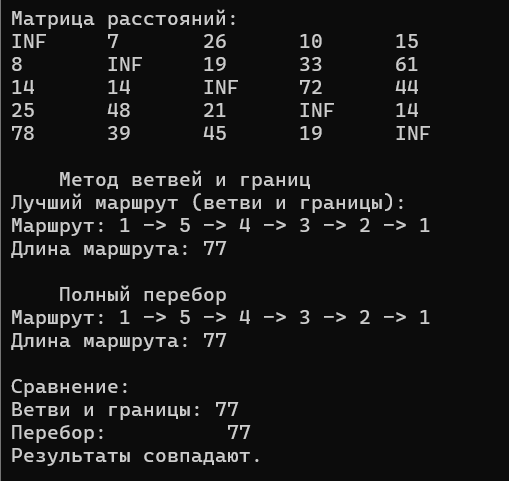 Матрица расстояний:
INF 7 26 10 15
8 INF 19 33 61
14 14 INF 72 44
25 48 21 INF 14
78 39 45 19 INF
Метод ветвей и границ
Лучший маршрут (ветви и границы):
Маршрут: 1 -> 5 -> 4 -> 3 -> 2 -> 1
Длина маршрута: 77
Полный перебор
Маршрут: 1 -> 5 -> 4 -> 3 -> 2 -> 1
Длина маршрута: 77
Сравнение:
Ветви и границы: 77
Перебор: 77
Результаты совпадают.